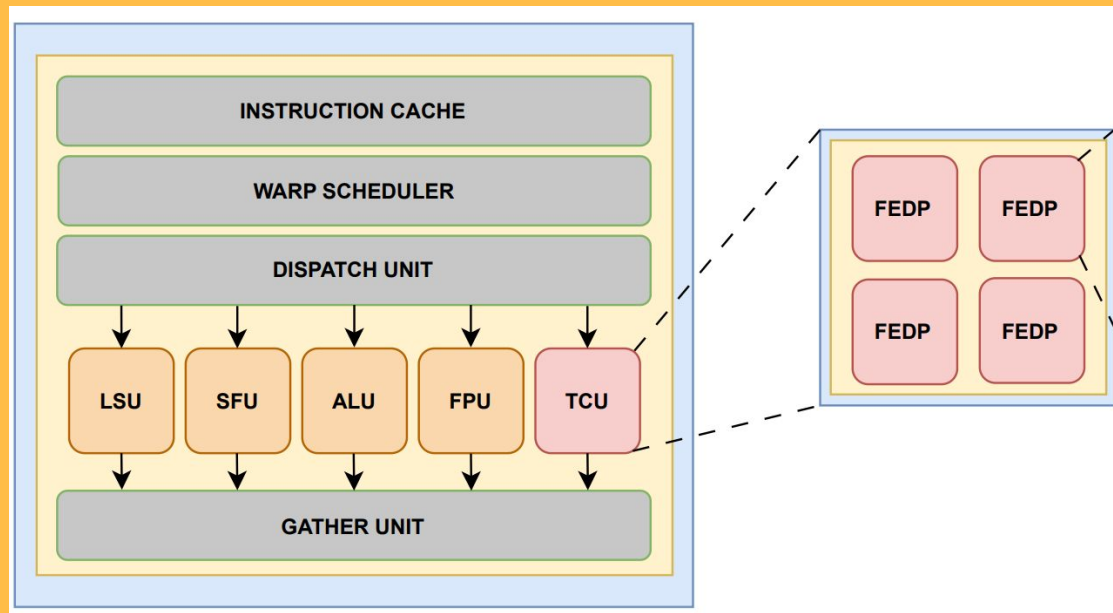 INSTRUCTION CACHE
WARP SCHEDULER
DISPATCH UNIT
LSU SFU ALU FPU TCU
GATHER UNIT
FEDP FEDP
FEDP FEDP